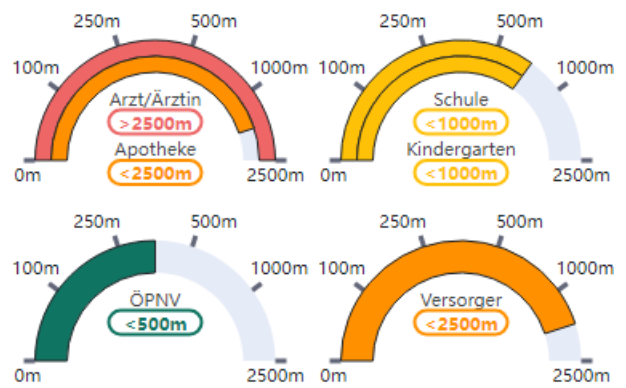 250m 500m
100m 1000m
Arzt/Ärztin
>2500m
Apotheke
<2500m
0m 2500m
250m 500m
100m 1000m
Schule
<1000m
Kindergarten
<1000m
0m 2500m
250m 500m
100m 1000m
ÖPNV
<500m
0m 2500m
250m 500m
100m 1000m
Versorger
<2500m
0m 2500m